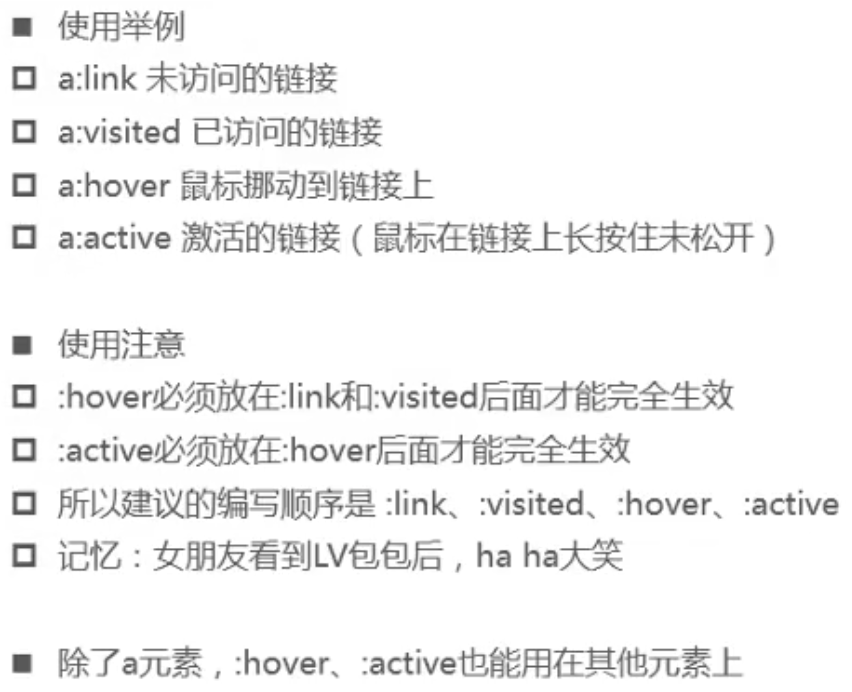 ■ 使用举例
□ a:link 未访问的链接
□ a:visited 已访问的链接
□ a:hover 鼠标挪动到链接上
□ a:active 激活的链接（鼠标在链接上长按住未松开）
■ 使用注意
□ :hover必须放在:link和:visited后面才能完全生效
□ :active必须放在:hover后面才能完全生效
□ 所以建议的编写顺序是 :link、:visited、:hover、:active
□ 记忆：女朋友看到LV包包后，ha ha大笑
■ 除了a元素，:hover、:active也能用在其他元素上